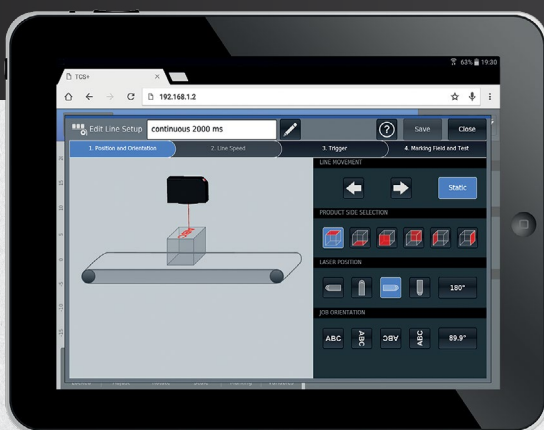 63% 19:30
TCS+
192.168.1.2
Edit Line Setup
continuous 2000 ms
?
Save
Close
1. Position and Orientation
2. Line Speed
3. Trigger
4. Marking Field and Test
LINE MOVEMENT
Static
PRODUCT SIDE SELECTION
LASER POSITION
180°
JOB ORIENTATION
ABC
ABC
ABC
ABC
89.9°